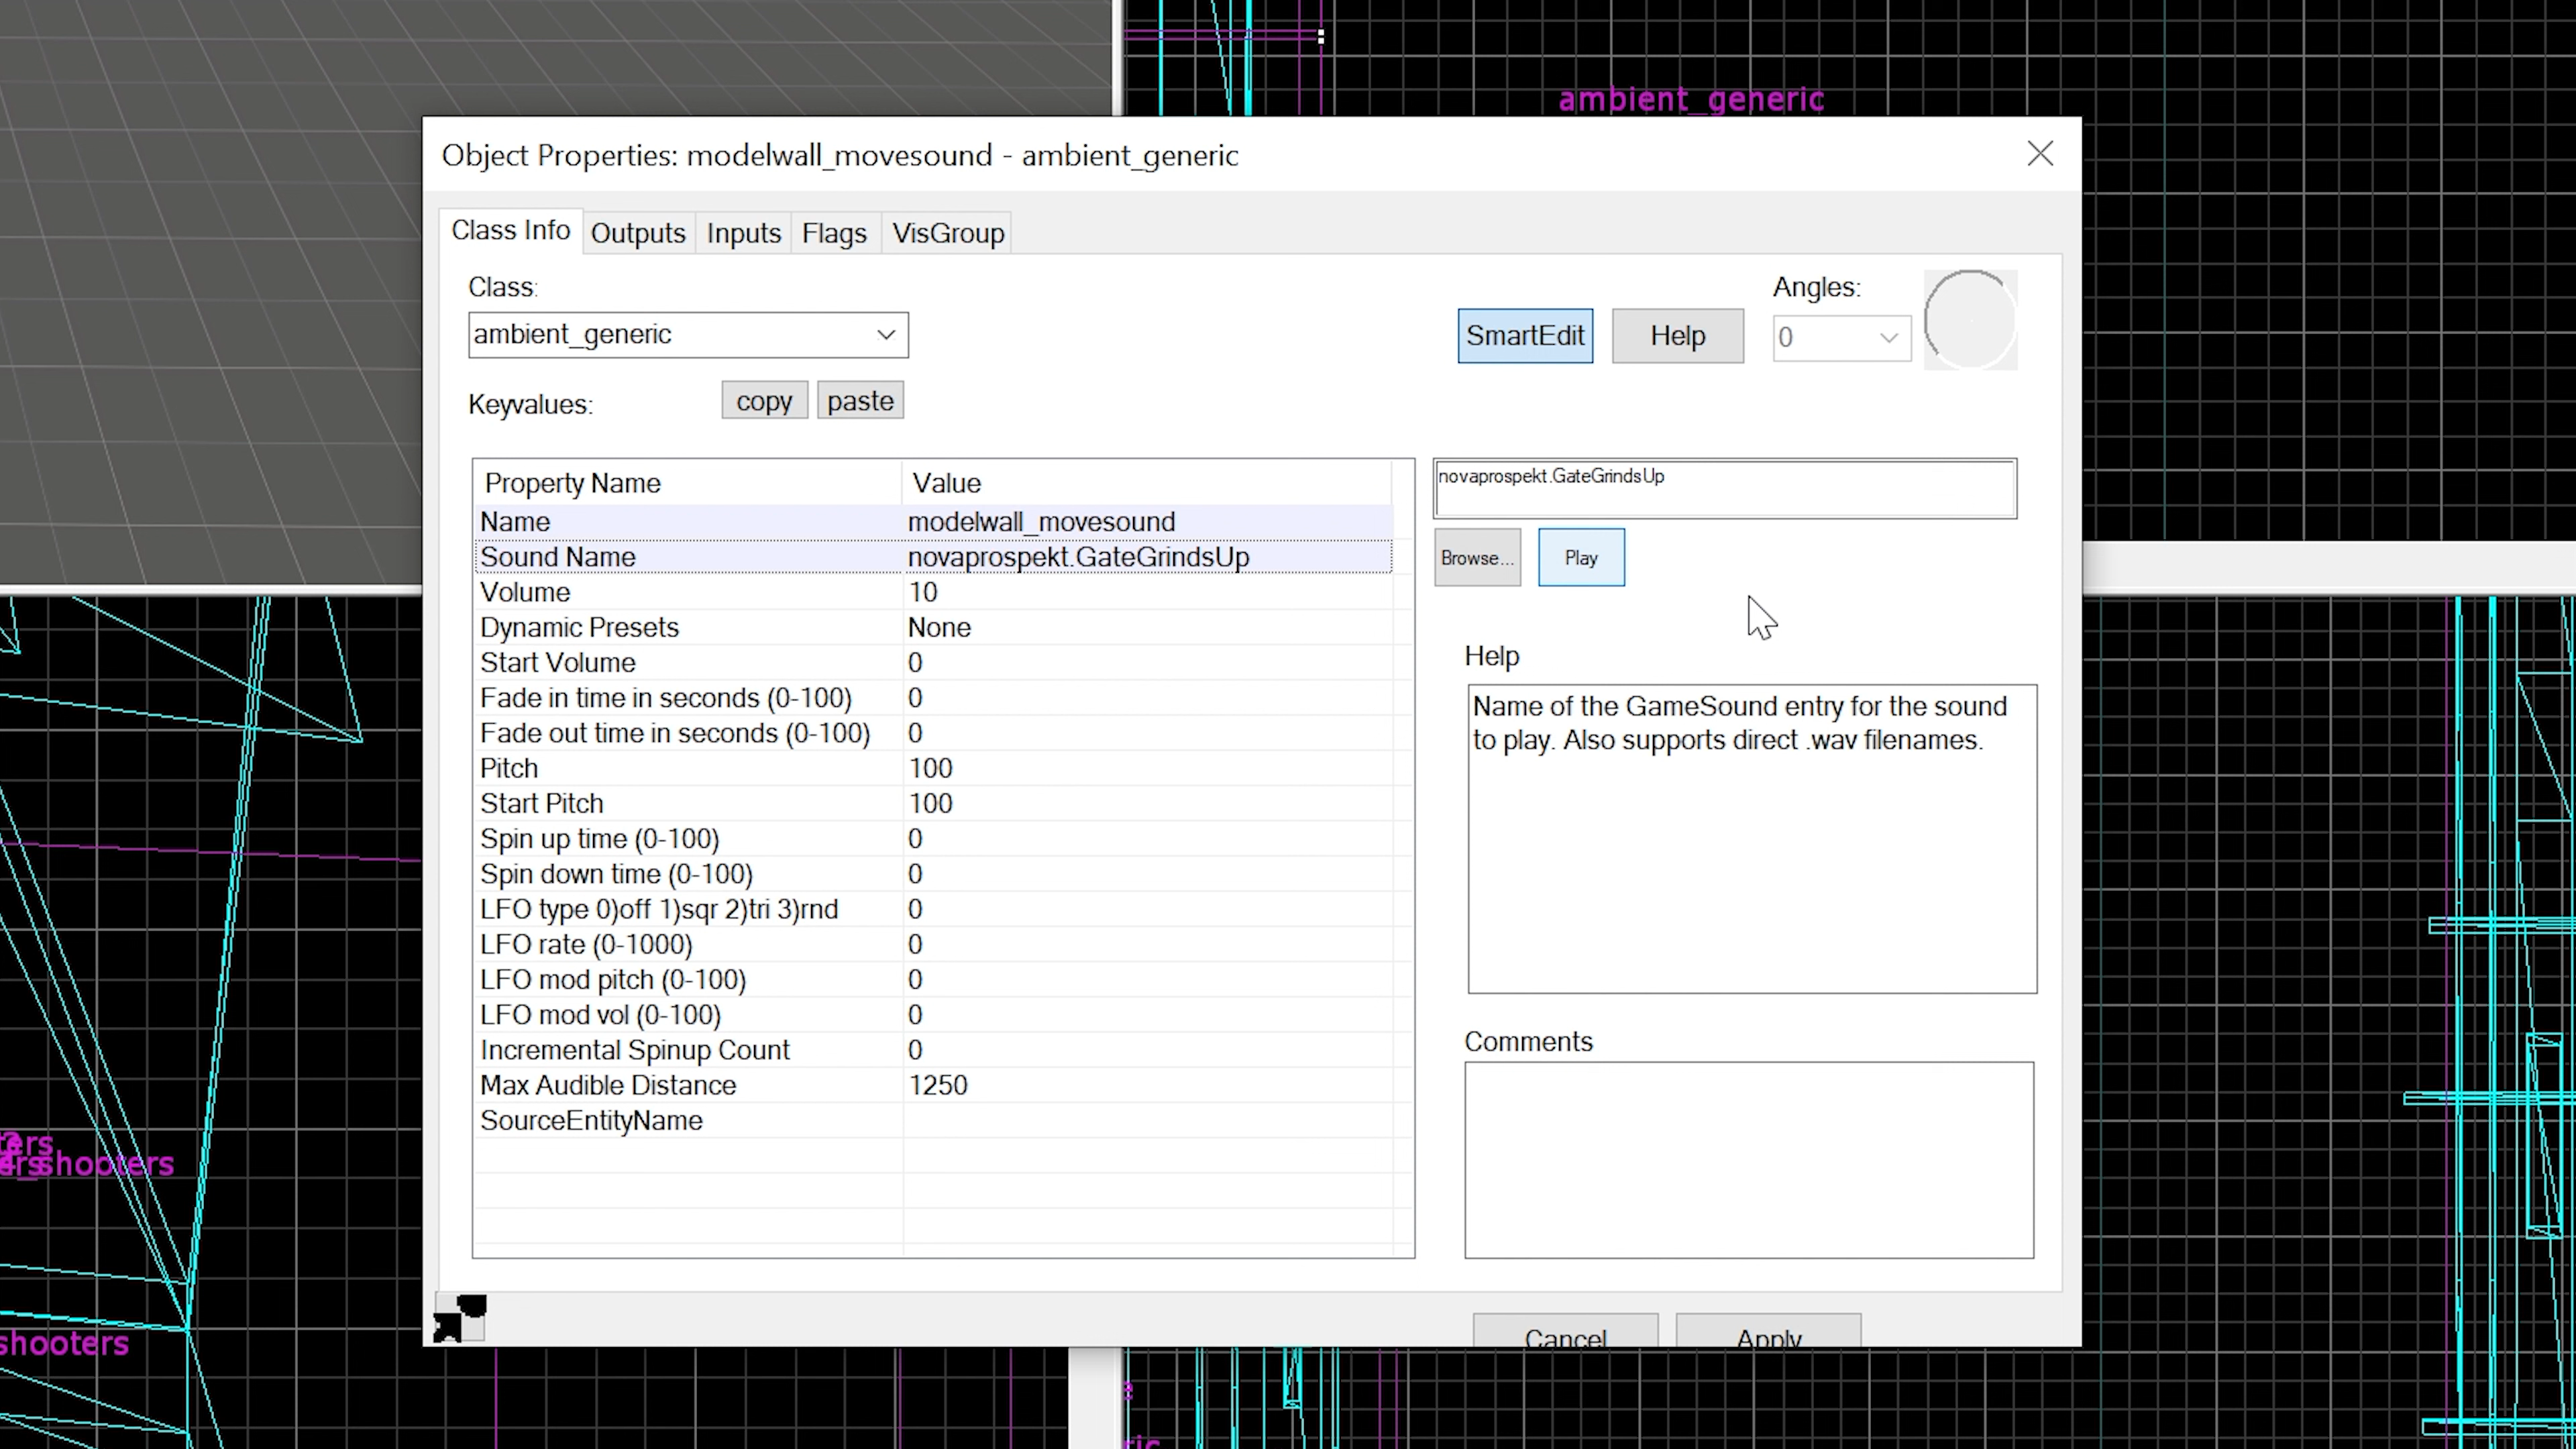 ambient_generic
Object Properties: modelwall_movesound - ambient_generic
Class Info
Outputs
Inputs
Flags
VisGroup
Class:
Angles:
ambient_generic
SmartEdit
Help
0
Keyvalues:
copy
paste
Property Name Value
novaprospekt.GateGrindsUp
Name modelwall_movesound
Sound Name novaprospekt.GateGrindsUp
Browse...
Play
Volume 10
Dynamic Presets None
Start Volume 0
Fade in time in seconds (0-100) 0
Fade out time in seconds (0-100) 0
Pitch 100
Start Pitch 100
Spin up time (0-100) 0
Spin down time (0-100) 0
LFO type 0)off 1)sqr 2)tri 3)rnd 0
LFO rate (0-1000) 0
LFO mod pitch (0-100) 0
LFO mod vol (0-100) 0
Incremental Spinup Count 0
Max Audible Distance 1250
SourceEntityName
Help
Name of the GameSound entry for the sound
to play. Also supports direct .wav filenames.
Comments
shooters
shooters
Cancel
Apply